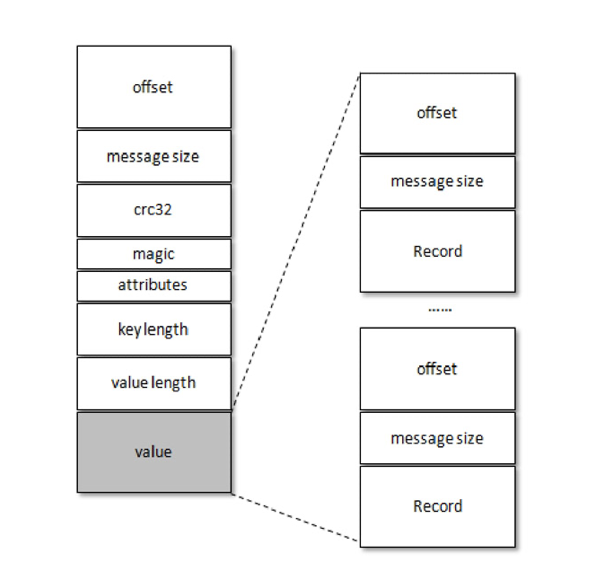 offset
message size
crc32
magic
attributes
key length
value length
value
offset
message size
Record
......
offset
message size
Record